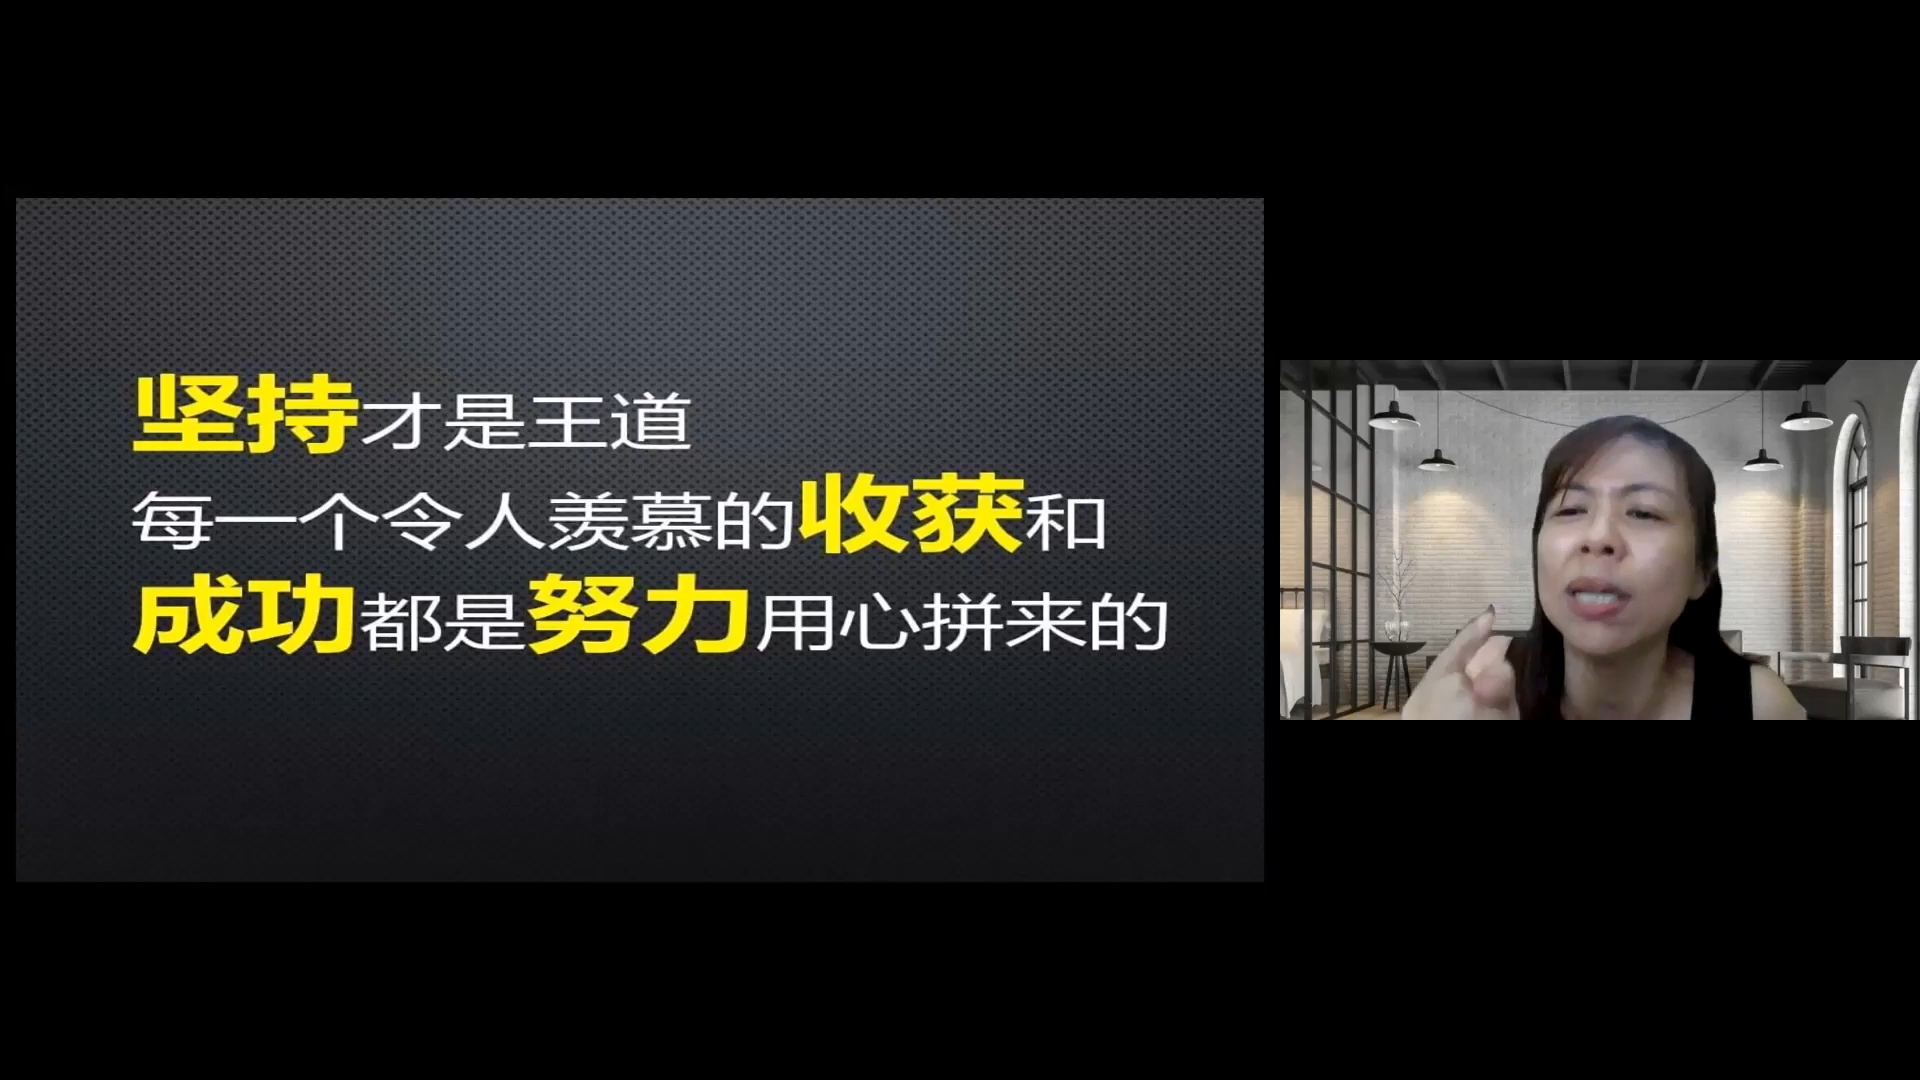 坚持才是王道
每一个令人羡慕的收获和
成功都是努力用心拼来的